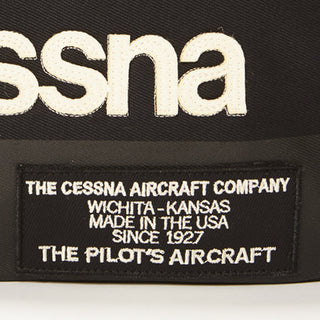 ssna
THE CESSNA AIRCRAFT COMPANY
WICHITA-KANSAS
MADE IN THE USA
SINCE 1927
THE PILOT'S AIRCRAFT